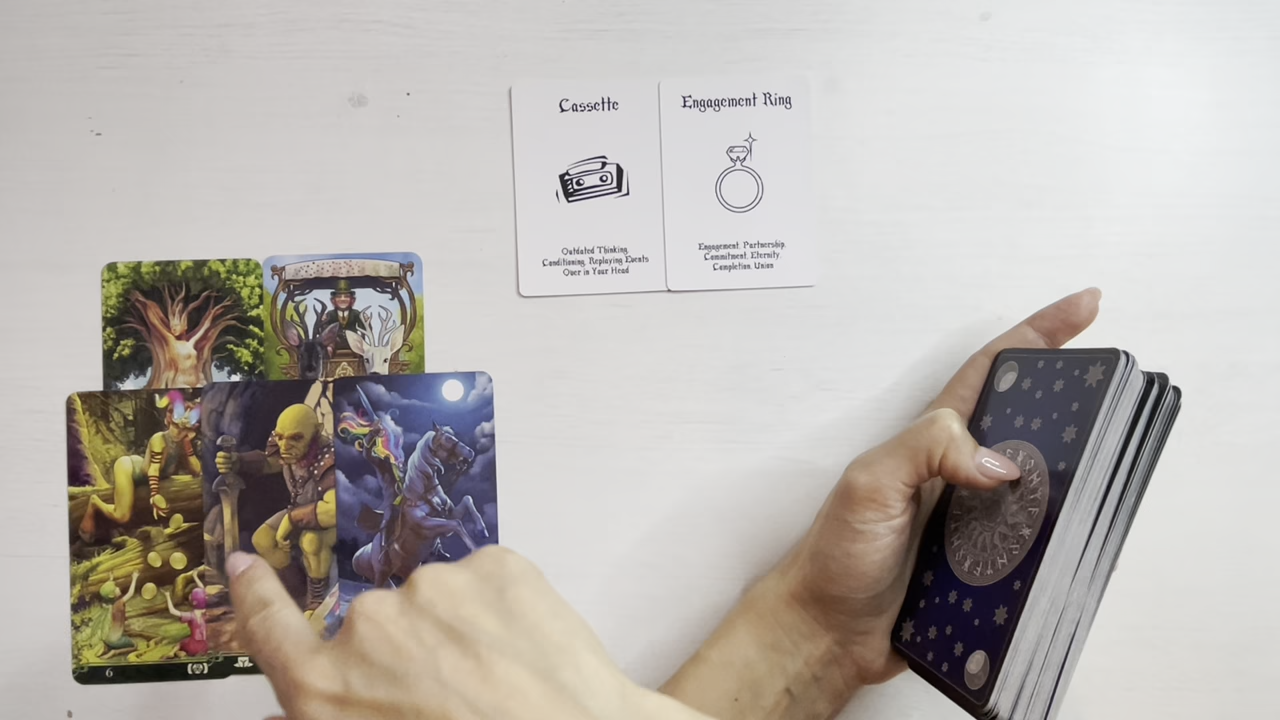 Cassette
Engagement Ring
Outdated Thinking,
Conditioning, Replaying Events
Over in Your Head
Engagement, Partnership,
Commitment, Eternity,
Completion, Union
6